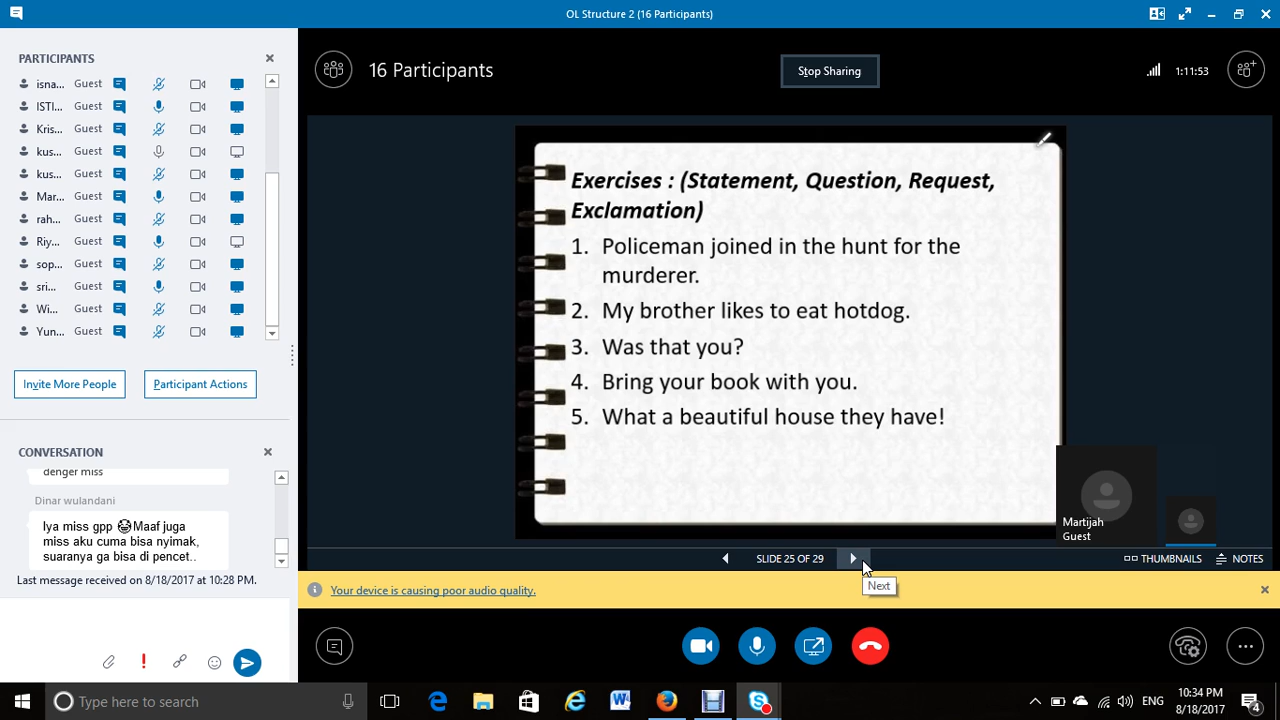 OL Structure 2 (16 Participants)
PARTICIPANTS
isna... Guest
ISTI... Guest
Kris... Guest
kus... Guest
kus... Guest
Mar... Guest
rah... Guest
Riy... Guest
sop... Guest
sri... Guest
Wi... Guest
Yun... Guest
Invite More People
Participant Actions
CONVERSATION
denger miss
Dinar wulandani
Iya miss gpp Maaf juga
miss aku cuma bisa nyimak,
suaranya ga bisa di pencet..
Last message received on 8/18/2017 at 10:28 PM.
16 Participants
Stop Sharing
1:11:53
Exercises : (Statement, Question, Request,
Exclamation)
1. Policeman joined in the hunt for the
murderer.
2. My brother likes to eat hotdog.
3. Was that you?
4. Bring your book with you.
5. What a beautiful house they have!
Martijah
Guest
SLIDE 25 OF 29
THUMBNAILS
NOTES
Next
Your device is causing poor audio quality.
Type here to search
ENG
10:34 PM
8/18/2017
4